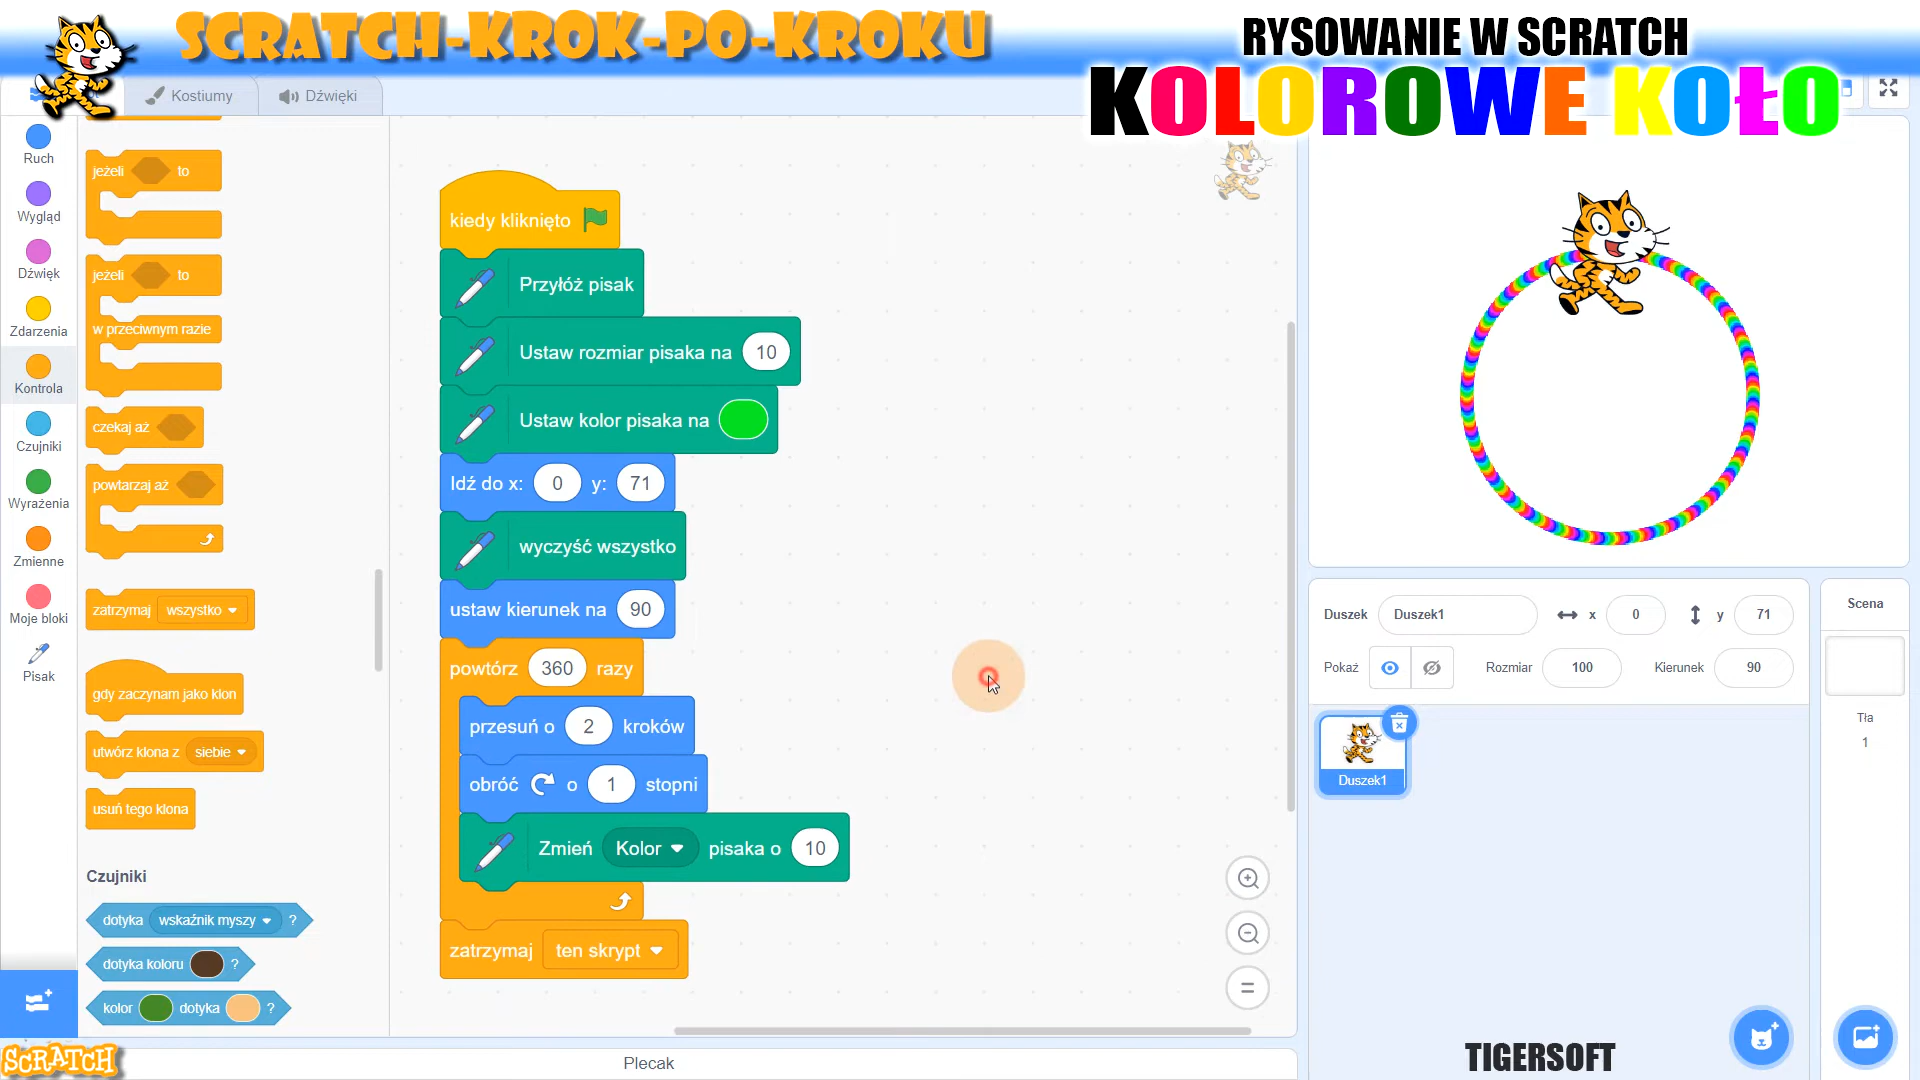 SCRATCH-KROK-PO-KROKU
RYSOWANIE W SCRATCH
KOLOROWE KOŁO
Kostiumy
Dźwięki
Ruch
Wygląd
Dźwięk
Zdarzenia
Kontrola
Czujniki
Wyrażenia
Zmienne
Moje bloki
Pisak
jeżeli to
jeżeli to
w przeciwnym razie
czekaj aż
powtarzaj aż
zatrzymaj wszystko
gdy zaczynam jako klon
utwórz klona z siebie
usuń tego klona
Czujniki
dotyka wskaźnik myszy ?
dotyka koloru ?
kolor dotyka ?
kiedy kliknięto
Przyłóż pisak
Ustaw rozmiar pisaka na 10
Ustaw kolor pisaka na
Idź do x: 0 y: 71
wyczyść wszystko
ustaw kierunek na 90
powtórz 360 razy
przesuń o 2 kroków
obróć o 1 stopni
Zmień Kolor pisaka o 10
zatrzymaj ten skrypt
Duszek Duszek1 x 0 y 71
Pokaż Rozmiar 100 Kierunek 90
Duszek1
Scena
Tła
1
Plecak
SCRATCH
TIGERSOFT